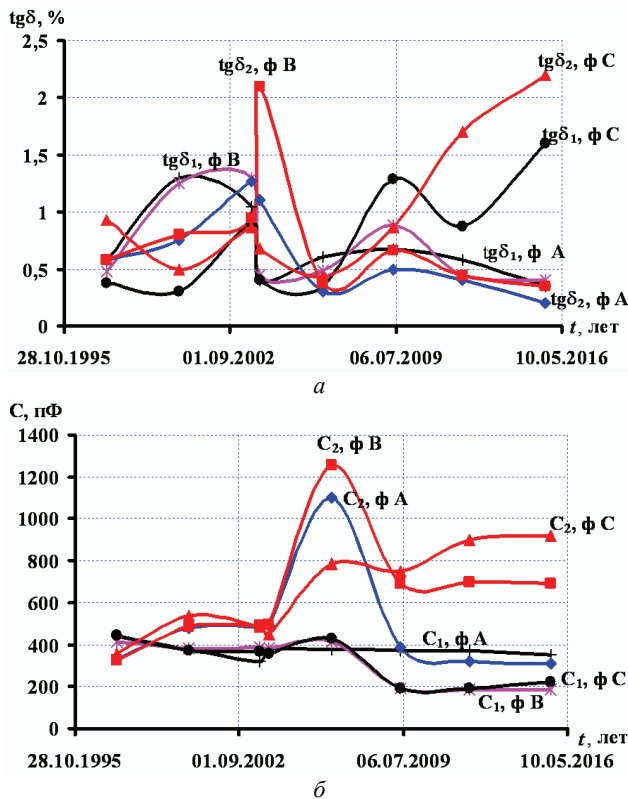 tgδ, %
2,5
tgδ₂, ф В
tgδ₂, ф С
2
1,5
tgδ₁, ф В
tgδ₁, ф С
1
tgδ₁, ф А
0,5
tgδ₂, ф А
0
t, лет
28.10.1995 01.09.2002 06.07.2009 10.05.2016
а
С, пФ
1400
С₂, ф В
1200
С₂, ф А
1000
С₂, ф С
800
600
400
С₁, ф А
С₁, ф С
200
С₁, ф В
0
t, лет
28.10.1995 01.09.2002 06.07.2009 10.05.2016
б